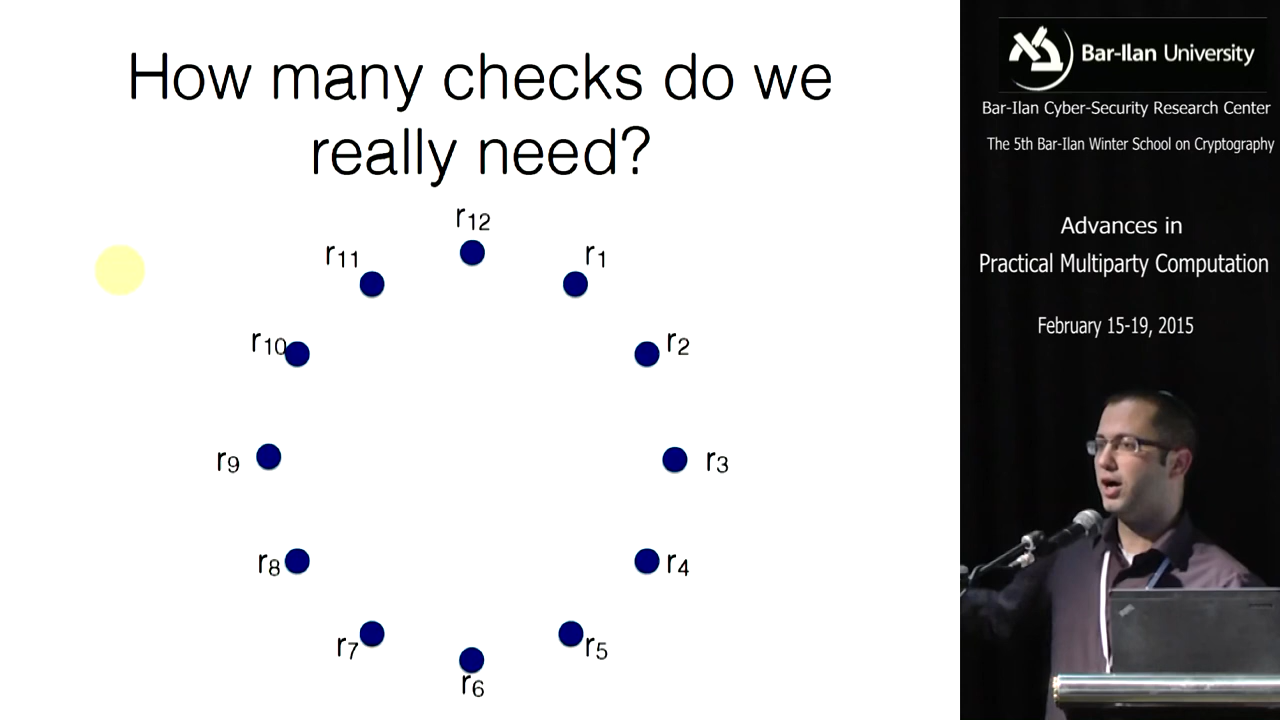 How many checks do we
really need?
r12
r11
r1
r10
r2
r9
r3
r8
r4
r7
r5
r6
Bar-Ilan University
Bar-Ilan Cyber-Security Research Center
The 5th Bar-Ilan Winter School on Cryptography
Advances in
Practical Multiparty Computation
February 15-19, 2015